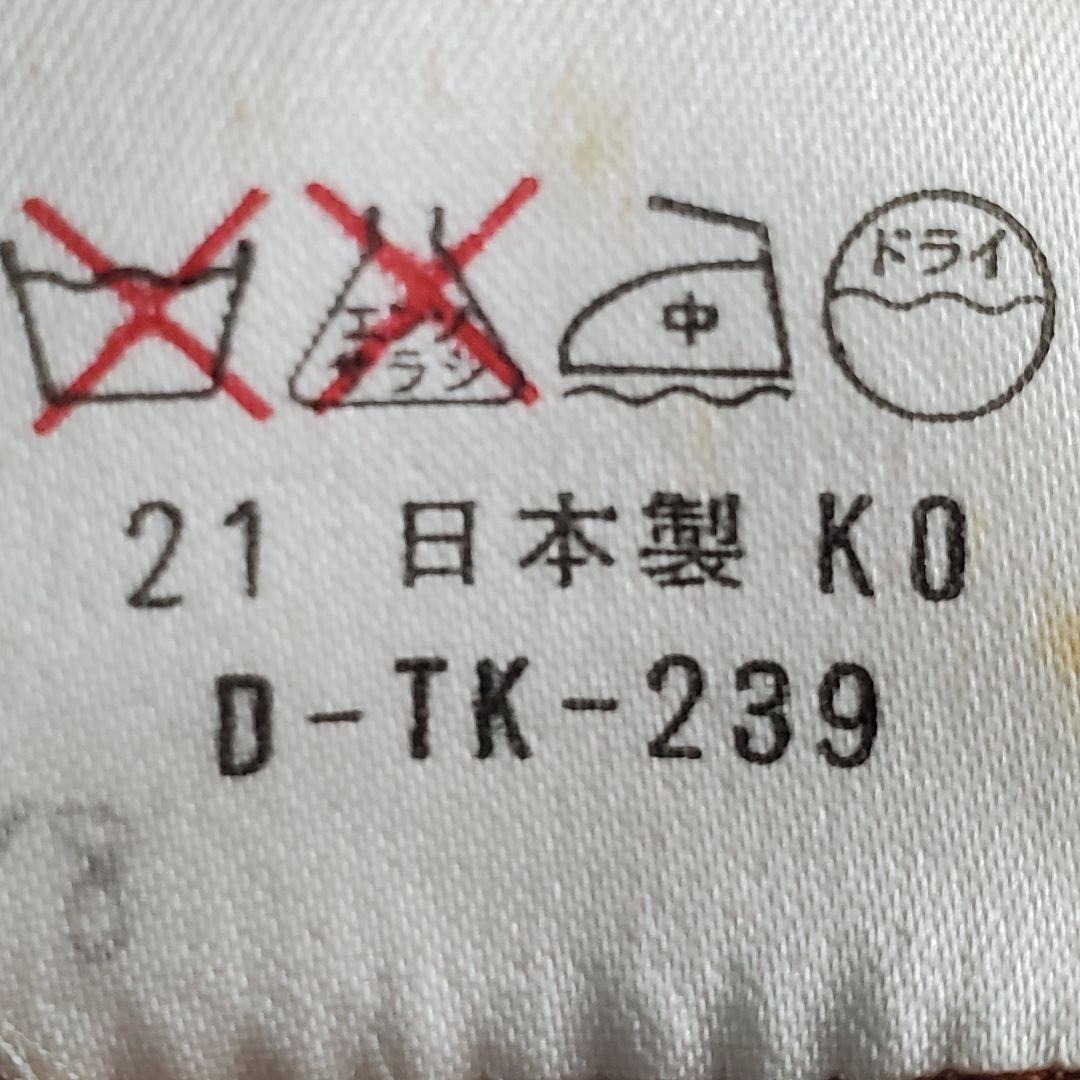 エンソ
サラシ
中
ドライ
21 日本製 KO
D-TK-239